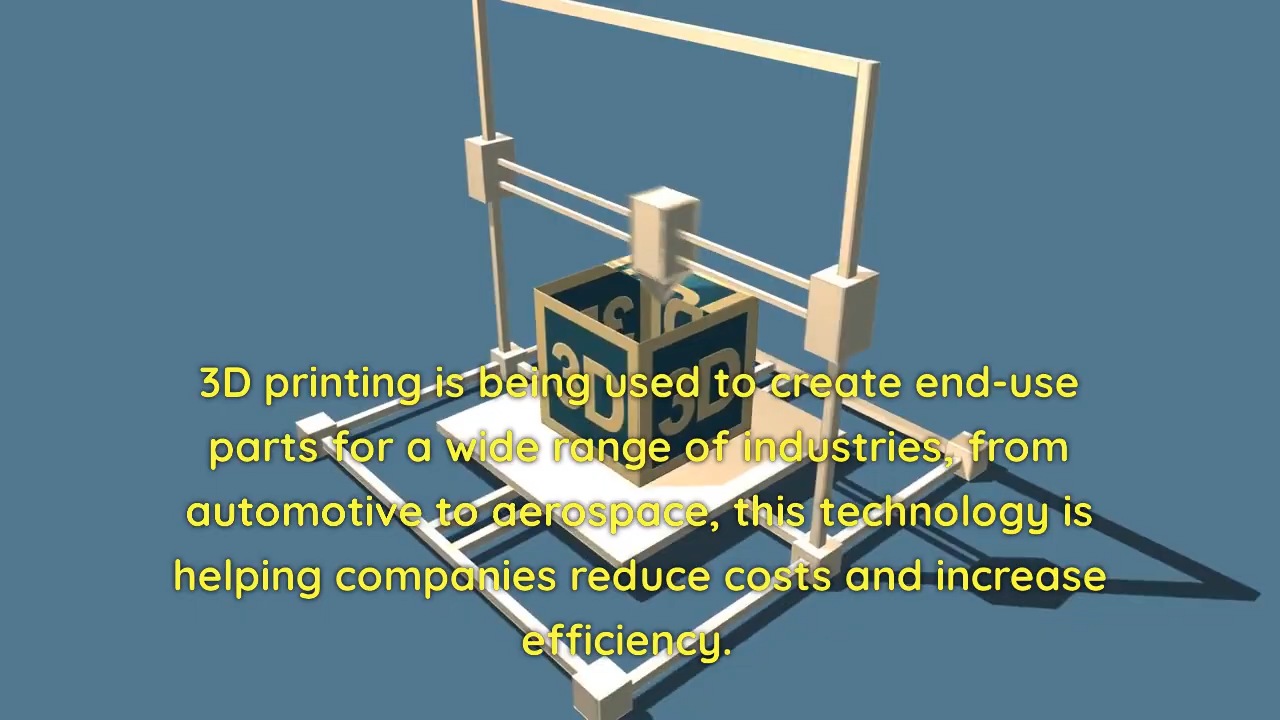 3D
3D
3D printing is being used to create end-use
parts for a wide range of industries, from
automotive to aerospace, this technology is
helping companies reduce costs and increase
efficiency.